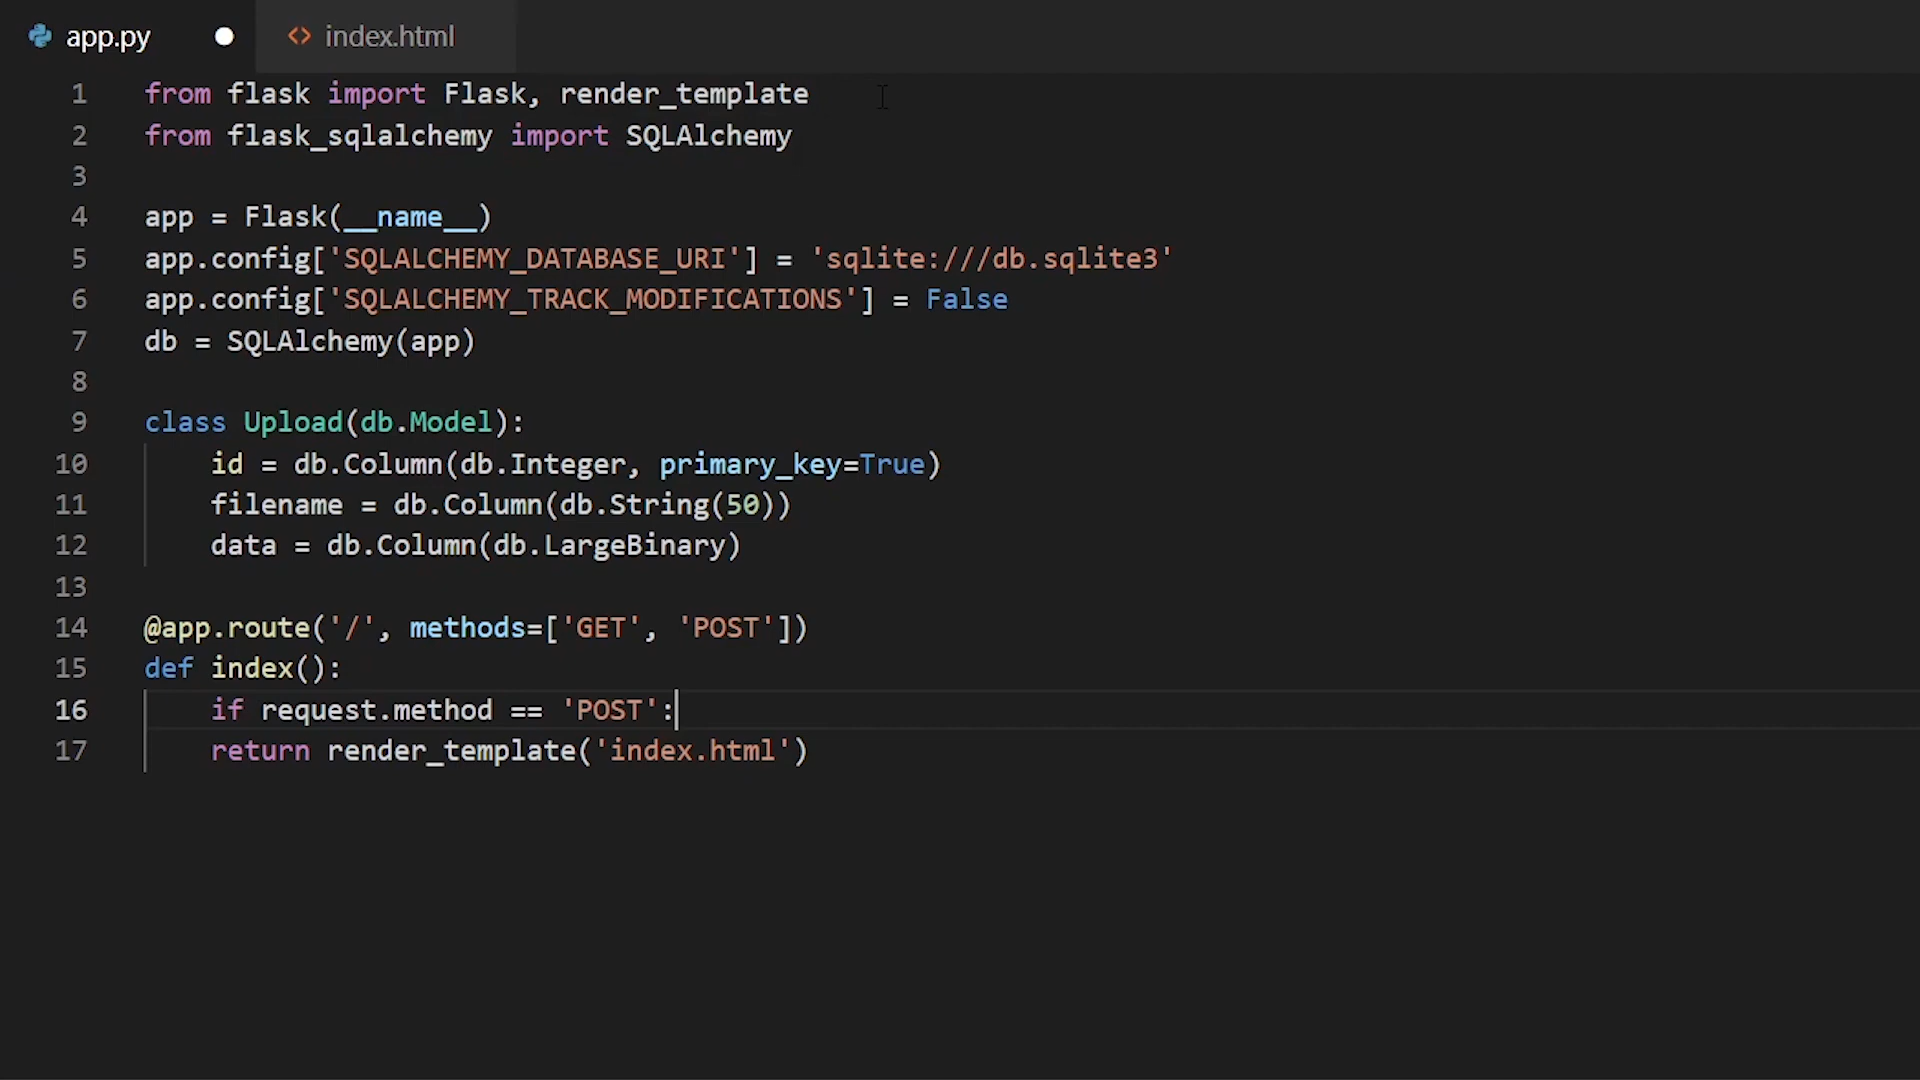 app.py
index.html
1 from flask import Flask, render_template
2 from flask_sqlalchemy import SQLAlchemy
3
4 app = Flask(__name__)
5 app.config['SQLALCHEMY_DATABASE_URI'] = 'sqlite:///db.sqlite3'
6 app.config['SQLALCHEMY_TRACK_MODIFICATIONS'] = False
7 db = SQLAlchemy(app)
8
9 class Upload(db.Model):
10     id = db.Column(db.Integer, primary_key=True)
11     filename = db.Column(db.String(50))
12     data = db.Column(db.LargeBinary)
13
14 @app.route('/', methods=['GET', 'POST'])
15 def index():
16     if request.method == 'POST':
17     return render_template('index.html')